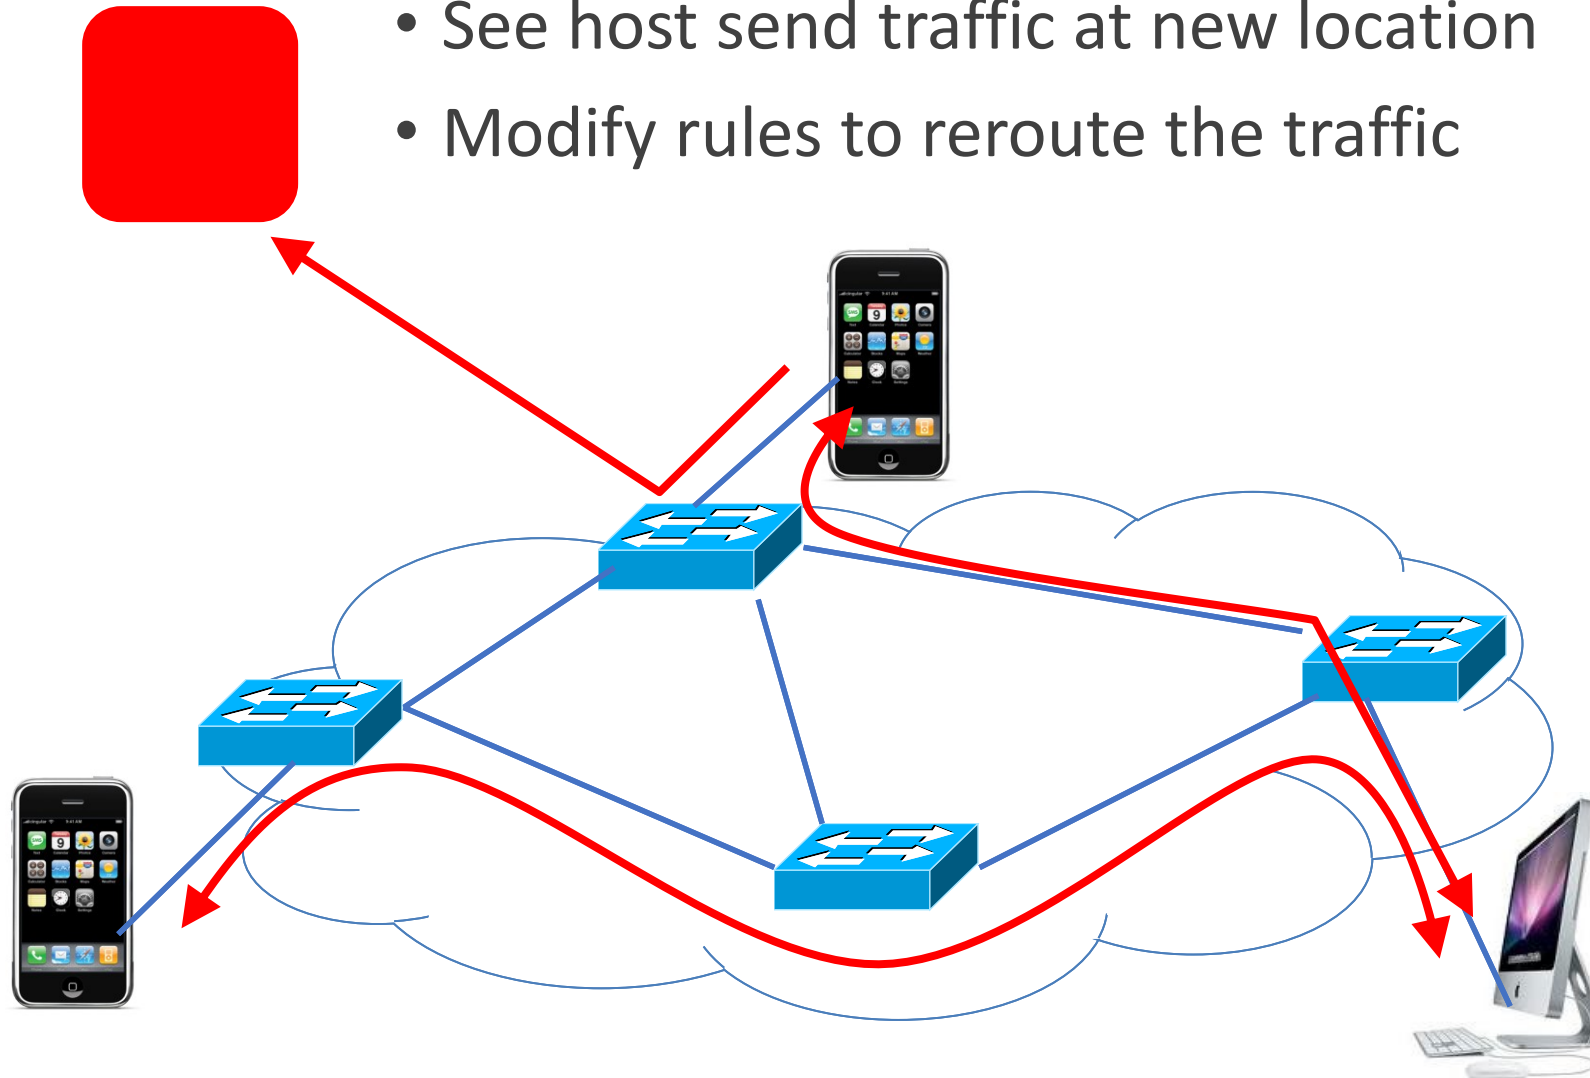 • See host send traffic at new location
• Modify rules to reroute the traffic